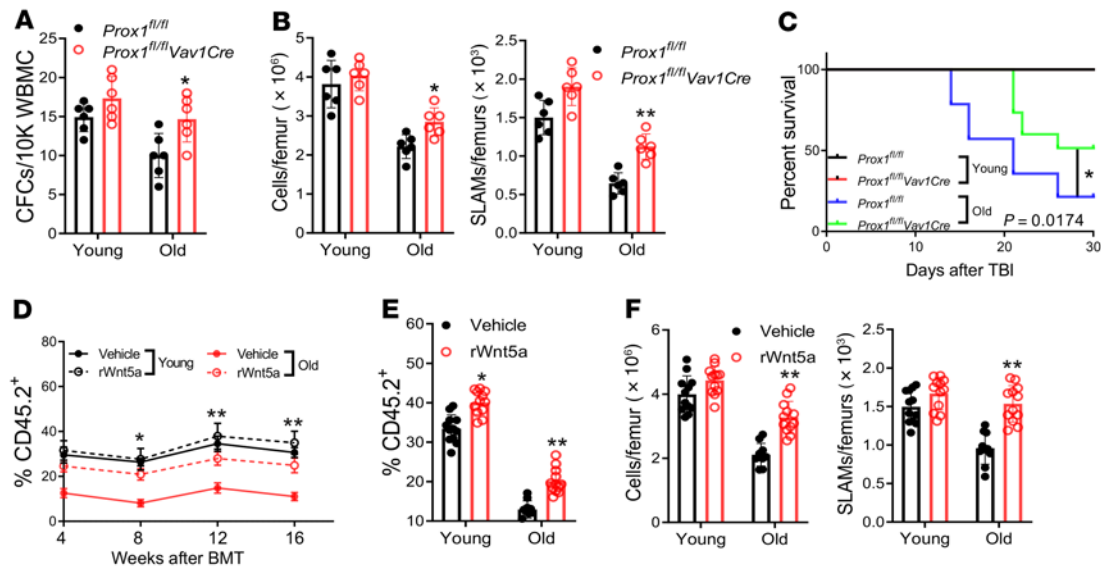 A
Prox1fl/fl
Prox1fl/flVav1Cre
CFCs/10K WBMC
25
20
15
10
5
0
*
Young
Old
B
Prox1fl/fl
Prox1fl/flVav1Cre
Cells/femur ( × 10⁶)
6
4
2
0
*
Young
Old
SLAMs/femurs ( × 10³)
2.5
2.0
1.5
1.0
0.5
0
**
Young
Old
C
Percent survival
100
50
0
Prox1fl/fl
Prox1fl/flVav1Cre
Young
Prox1fl/fl
Prox1fl/flVav1Cre
Old
*
P = 0.0174
0
10
20
30
Days after TBI
D
% CD45.2⁺
80
60
40
20
0
Vehicle
rWnt5a
Young
Vehicle
rWnt5a
Old
*
**
**
4
8
12
16
Weeks after BMT
E
Vehicle
rWnt5a
% CD45.2⁺
60
50
40
30
20
10
*
**
Young
Old
F
Vehicle
rWnt5a
Cells/femur ( × 10⁶)
6
4
2
0
**
Young
Old
SLAMs/femurs ( × 10³)
2.5
2.0
1.5
1.0
0.5
0
**
Young
Old